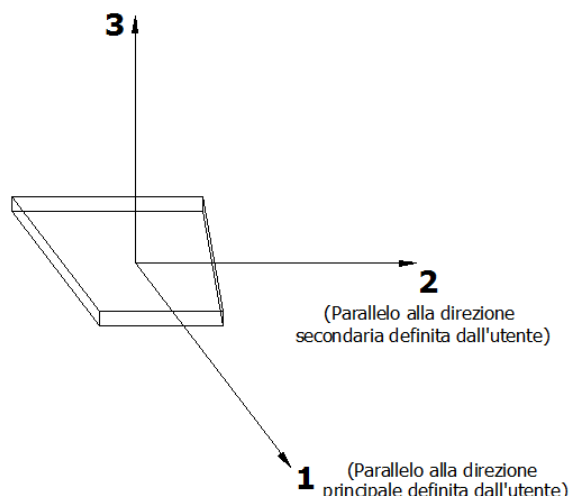 3
2
(Parallelo alla direzione
secondaria definita dall'utente)
1
(Parallelo alla direzione
principale definita dall'utente)